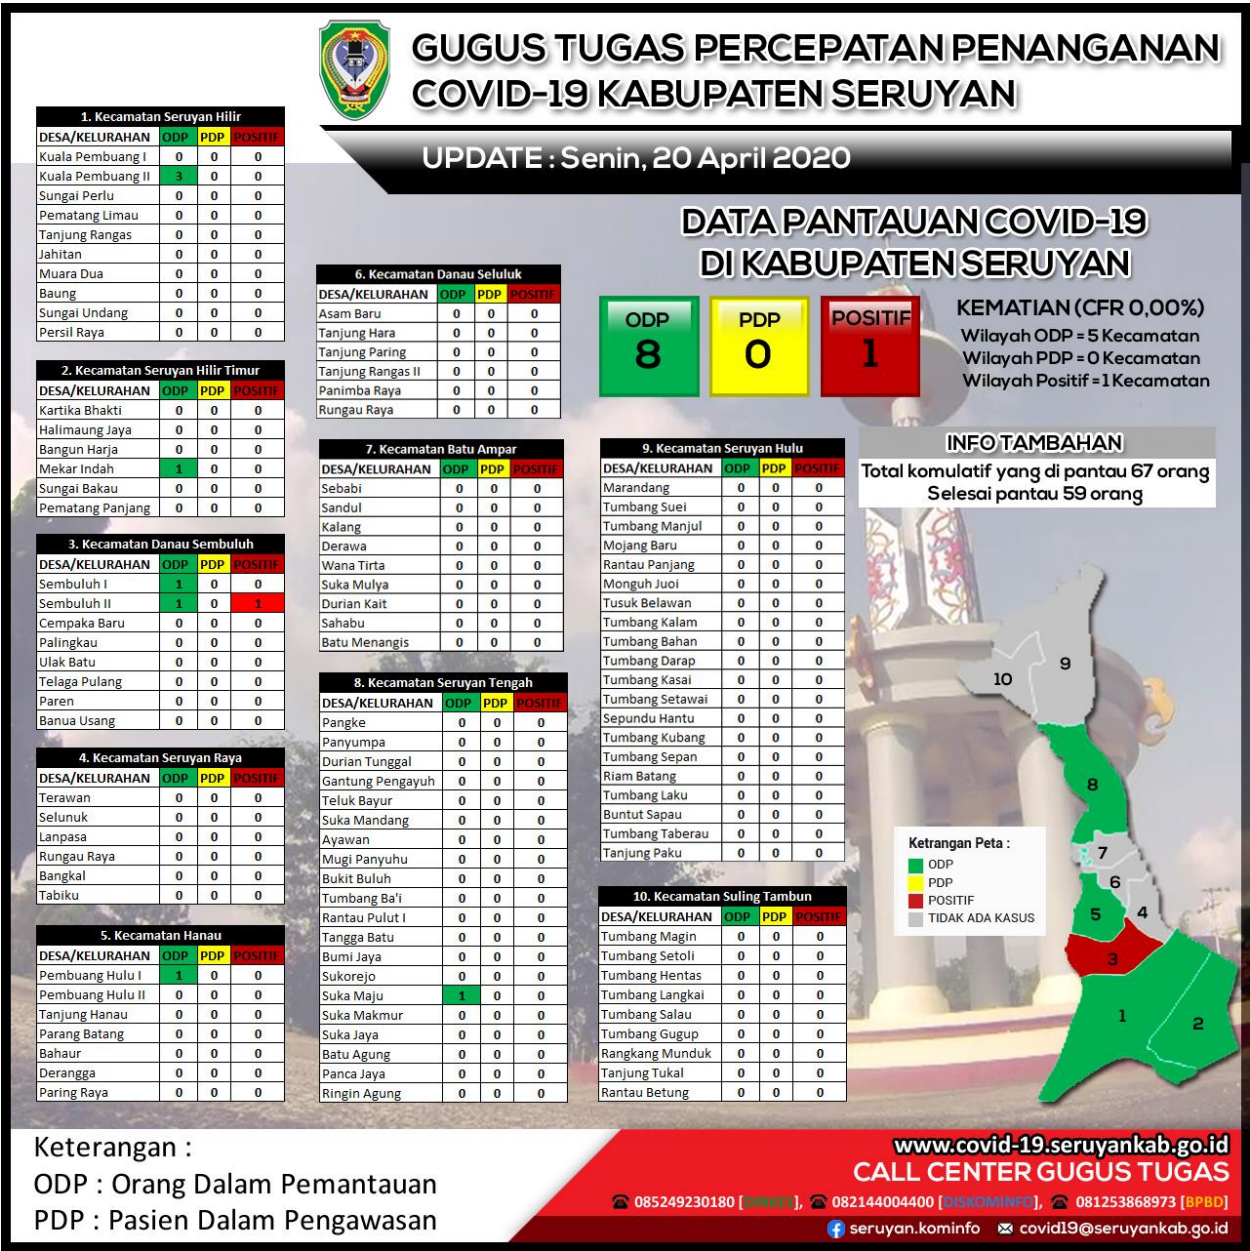 GUGUS TUGAS PERCEPATAN PENANGANAN
COVID-19 KABUPATEN SERUYAN
UPDATE : Senin, 20 April 2020
1. Kecamatan Seruyan Hilir
DESA/KELURAHAN ODP PDP POSITIF
Kuala Pembuang I 0 0 0
Kuala Pembuang II 3 0 0
Sungai Perlu 0 0 0
Pematang Limau 0 0 0
Tanjung Rangas 0 0 0
Jahitan 0 0 0
Muara Dua 0 0 0
Baung 0 0 0
Sungai Undang 0 0 0
Persil Raya 0 0 0
2. Kecamatan Seruyan Hilir Timur
DESA/KELURAHAN ODP PDP POSITIF
Kartika Bhakti 0 0 0
Halimaung Jaya 0 0 0
Bangun Harja 0 0 0
Mekar Indah 1 0 0
Sungai Bakau 0 0 0
Pematang Panjang 0 0 0
3. Kecamatan Danau Sembuluh
DESA/KELURAHAN ODP PDP POSITIF
Sembuluh I 1 0 0
Sembuluh II 1 0 1
Cempaka Baru 0 0 0
Palingkau 0 0 0
Ulak Batu 0 0 0
Telaga Pulang 0 0 0
Paren 0 0 0
Banua Usang 0 0 0
4. Kecamatan Seruyan Raya
DESA/KELURAHAN ODP PDP POSITIF
Terawan 0 0 0
Selunuk 0 0 0
Lanpasa 0 0 0
Rungau Raya 0 0 0
Bangkal 0 0 0
Tabiku 0 0 0
5. Kecamatan Hanau
DESA/KELURAHAN ODP PDP POSITIF
Pembuang Hulu I 1 0 0
Pembuang Hulu II 0 0 0
Tanjung Hanau 0 0 0
Parang Batang 0 0 0
Bahaur 0 0 0
Derangga 0 0 0
Paring Raya 0 0 0
6. Kecamatan Danau Seluluk
DESA/KELURAHAN ODP PDP POSITIF
Asam Baru 0 0 0
Tanjung Hara 0 0 0
Tanjung Paring 0 0 0
Tanjung Rangas II 0 0 0
Panimba Raya 0 0 0
Rungau Raya 0 0 0
7. Kecamatan Batu Ampar
DESA/KELURAHAN ODP PDP POSITIF
Sebabi 0 0 0
Sandul 0 0 0
Kalang 0 0 0
Derawa 0 0 0
Wana Tirta 0 0 0
Suka Mulya 0 0 0
Durian Kait 0 0 0
Sahabu 0 0 0
Batu Menangis 0 0 0
8. Kecamatan Seruyan Tengah
DESA/KELURAHAN ODP PDP POSITIF
Pangke 0 0 0
Panyumpa 0 0 0
Durian Tunggal 0 0 0
Gantung Pengayuh 0 0 0
Teluk Bayur 0 0 0
Suka Mandang 0 0 0
Ayawan 0 0 0
Mugi Panyuhu 0 0 0
Bukit Buluh 0 0 0
Tumbang Ba'i 0 0 0
Rantau Pulut I 0 0 0
Tangga Batu 0 0 0
Bumi Jaya 0 0 0
Sukorejo 0 0 0
Suka Maju 1 0 0
Suka Makmur 0 0 0
Suka Jaya 0 0 0
Batu Agung 0 0 0
Panca Jaya 0 0 0
Ringin Agung 0 0 0
DATA PANTAUAN COVID-19
DI KABUPATEN SERUYAN
ODP PDP POSITIF
8 0 1
KEMATIAN (CFR 0,00%)
Wilayah ODP = 5 Kecamatan
Wilayah PDP = 0 Kecamatan
Wilayah Positif = 1 Kecamatan
INFO TAMBAHAN
Total komulatif yang di pantau 67 orang
Selesai pantau 59 orang
9. Kecamatan Seruyan Hulu
DESA/KELURAHAN ODP PDP POSITIF
Marandang 0 0 0
Tumbang Suei 0 0 0
Tumbang Manjul 0 0 0
Mojang Baru 0 0 0
Rantau Panjang 0 0 0
Monguh Juoi 0 0 0
Tusuk Belawan 0 0 0
Tumbang Kalam 0 0 0
Tumbang Bahan 0 0 0
Tumbang Darap 0 0 0
Tumbang Kasai 0 0 0
Tumbang Setawai 0 0 0
Sepundu Hantu 0 0 0
Tumbang Kubang 0 0 0
Tumbang Sepan 0 0 0
Riam Batang 0 0 0
Tumbang Laku 0 0 0
Buntut Sapau 0 0 0
Tumbang Taberau 0 0 0
Tanjung Paku 0 0 0
10. Kecamatan Suling Tambun
DESA/KELURAHAN ODP PDP POSITIF
Tumbang Magin 0 0 0
Tumbang Setoli 0 0 0
Tumbang Hentas 0 0 0
Tumbang Langkai 0 0 0
Tumbang Salau 0 0 0
Tumbang Gugup 0 0 0
Rangkang Munduk 0 0 0
Tanjung Tukal 0 0 0
Rantau Betung 0 0 0
9
10
8
7
6
5
4
3
1
2
Ketrangan Peta :
ODP
PDP
POSITIF
TIDAK ADA KASUS
Keterangan :
ODP : Orang Dalam Pemantauan
PDP : Pasien Dalam Pengawasan
www.covid-19.seruyankab.go.id
CALL CENTER GUGUS TUGAS
085249230180 [DINKES], 082144004400 [DISKOMINFO], 081253868973 [BPBD]
seruyan.kominfo covid19@seruyankab.go.id